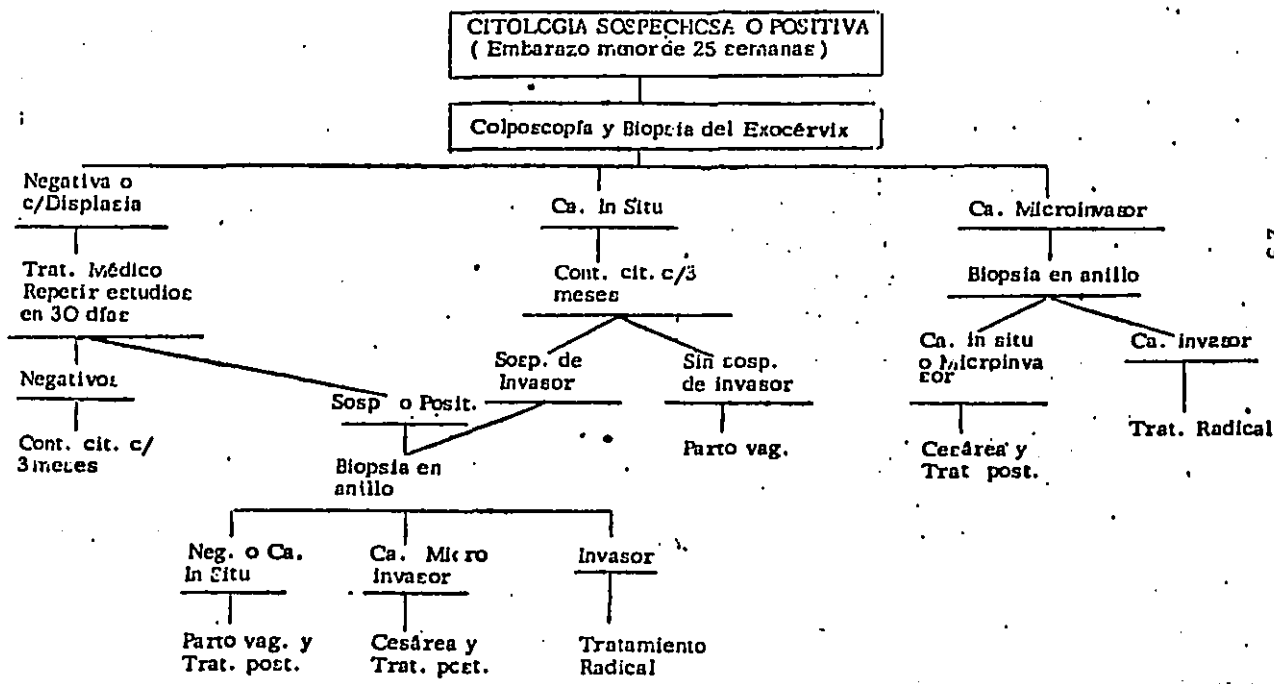 CITOLOGIA SOSPECHOSA O POSITIVA
( Embarazo menor de 25 semanas )
Colposcopía y Biopsia del Exocérvix
Negativa o
c/Displasia
Ca. In Situ
Ca. Microinvasor
Trat. Médico
Repetir estudios
en 30 días
Cont. cit. c/3
meses
Biopsia en anillo
Negativos
Sosp o Posit.
Sosp. de
Invasor
Sin sosp.
de invasor
Ca. in situ
o Microinva
sor
Ca. invasor
Cont. cit. c/
3 meses
Biopsia en
anillo
Parto vag.
Cesárea y
Trat post.
Trat. Radical
Neg. o Ca.
In Situ
Ca. Micro
Invasor
Invasor
Parto vag. y
Trat. post.
Cesárea y
Trat. post.
Tratamiento
Radical